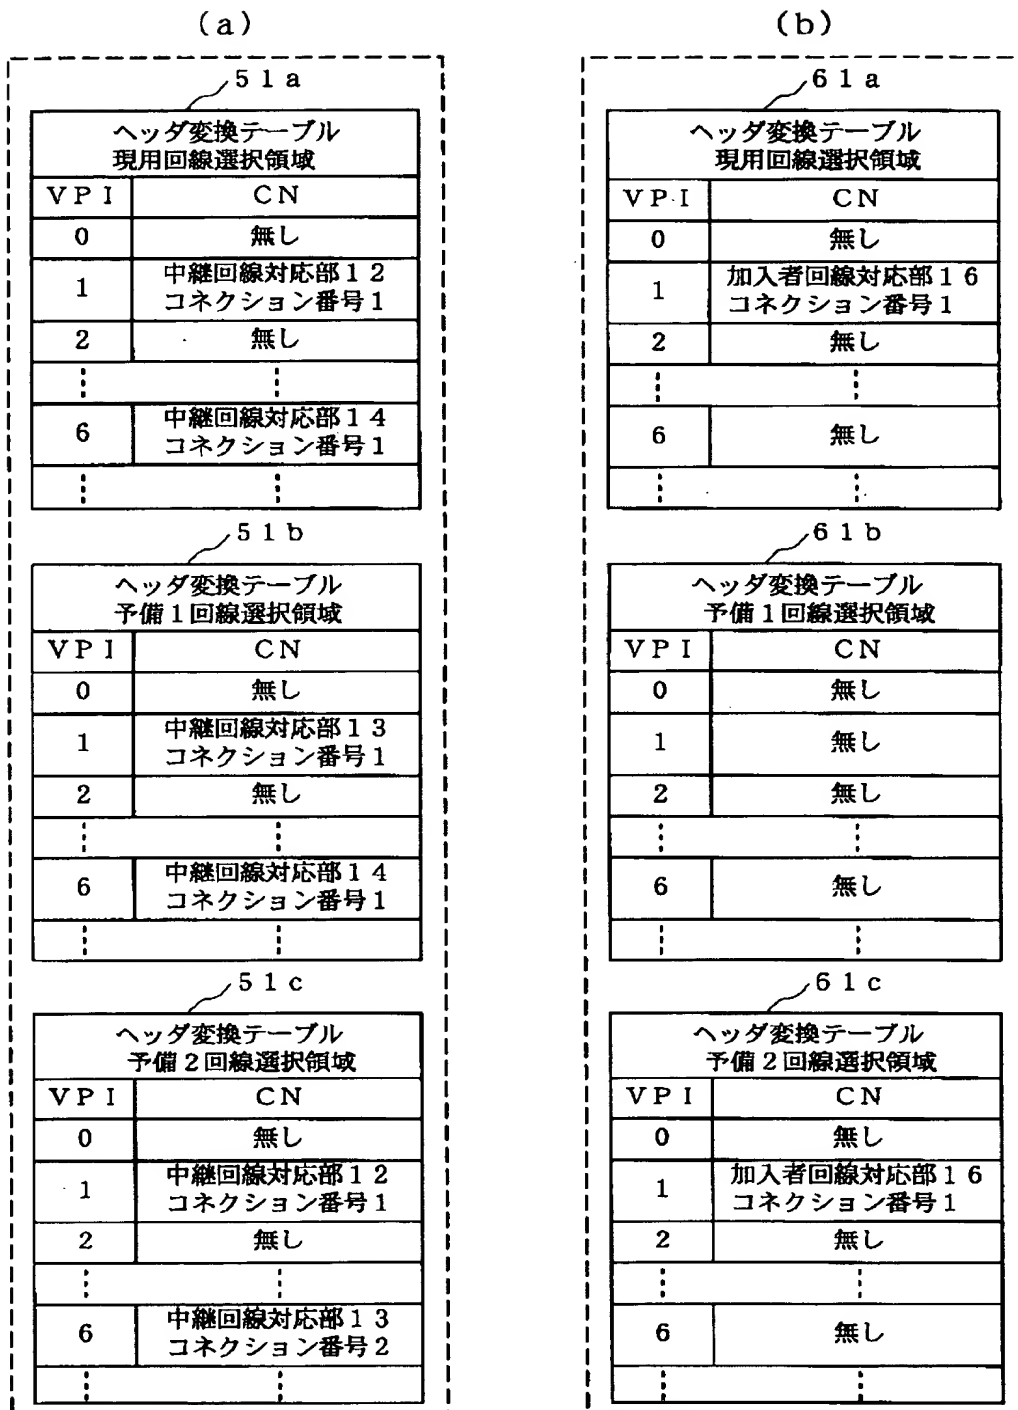 (a)
51a
ヘッダ変換テーブル
現用回線選択領域
VPI CN
0 無し
1 中継回線対応部12
コネクション番号1
2 無し
6 中継回線対応部14
コネクション番号1
51b
ヘッダ変換テーブル
予備1回線選択領域
VPI CN
0 無し
1 中継回線対応部13
コネクション番号1
2 無し
6 中継回線対応部14
コネクション番号1
51c
ヘッダ変換テーブル
予備2回線選択領域
VPI CN
0 無し
1 中継回線対応部12
コネクション番号1
2 無し
6 中継回線対応部13
コネクション番号2
(b)
61a
ヘッダ変換テーブル
現用回線選択領域
VPI CN
0 無し
1 加入者回線対応部16
コネクション番号1
2 無し
6 無し
61b
ヘッダ変換テーブル
予備1回線選択領域
VPI CN
0 無し
1 無し
2 無し
6 無し
61c
ヘッダ変換テーブル
予備2回線選択領域
VPI CN
0 無し
1 加入者回線対応部16
コネクション番号1
2 無し
6 無し